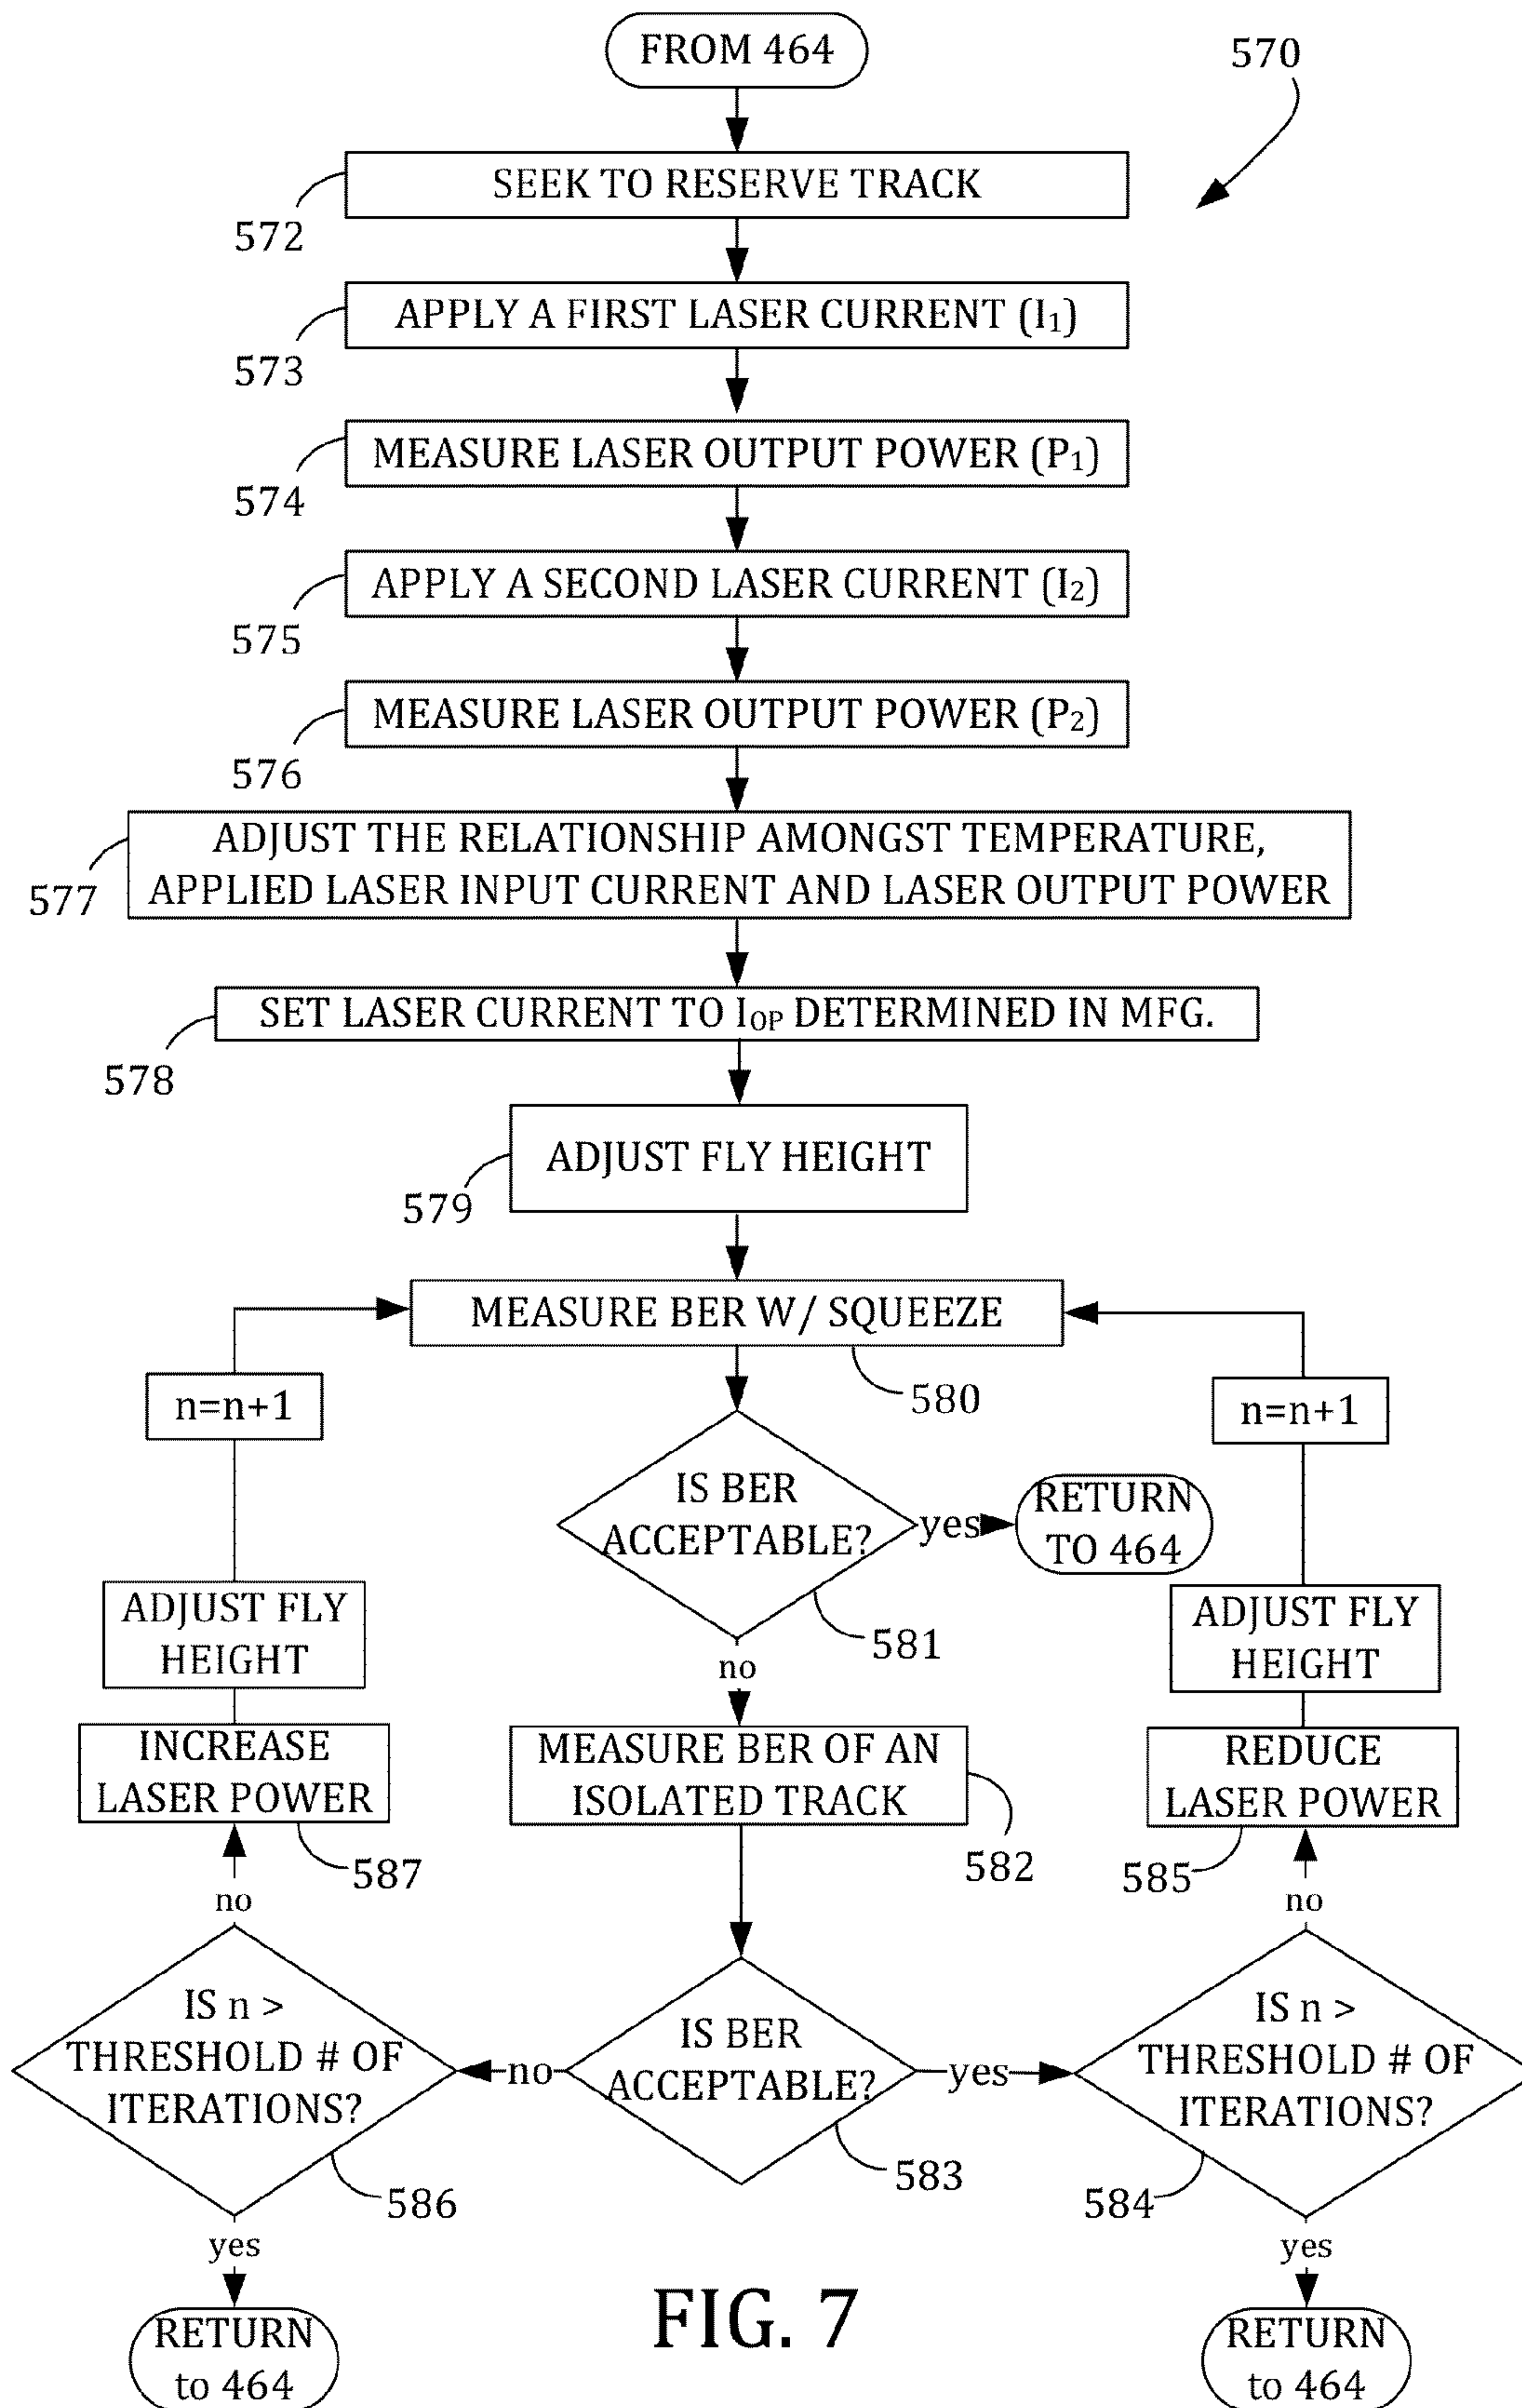 FROM 464
570
SEEK TO RESERVE TRACK
572
APPLY A FIRST LASER CURRENT (I₁)
573
MEASURE LASER OUTPUT POWER (P₁)
574
APPLY A SECOND LASER CURRENT (I₂)
575
MEASURE LASER OUTPUT POWER (P₂)
576
ADJUST THE RELATIONSHIP AMONGST TEMPERATURE,
APPLIED LASER INPUT CURRENT AND LASER OUTPUT POWER
577
SET LASER CURRENT TO I_OP DETERMINED IN MFG.
578
ADJUST FLY HEIGHT
579
MEASURE BER W/ SQUEEZE
580
n=n+1
n=n+1
IS BER
ACCEPTABLE?
yes
RETURN
TO 464
581
no
ADJUST FLY
HEIGHT
ADJUST FLY
HEIGHT
INCREASE
LASER POWER
587
MEASURE BER OF AN
ISOLATED TRACK
582
REDUCE
LASER POWER
585
no
no
IS n >
THRESHOLD # OF
ITERATIONS?
586
no
IS BER
ACCEPTABLE?
583
yes
IS n >
THRESHOLD # OF
ITERATIONS?
584
yes
yes
RETURN
to 464
FIG. 7
RETURN
to 464